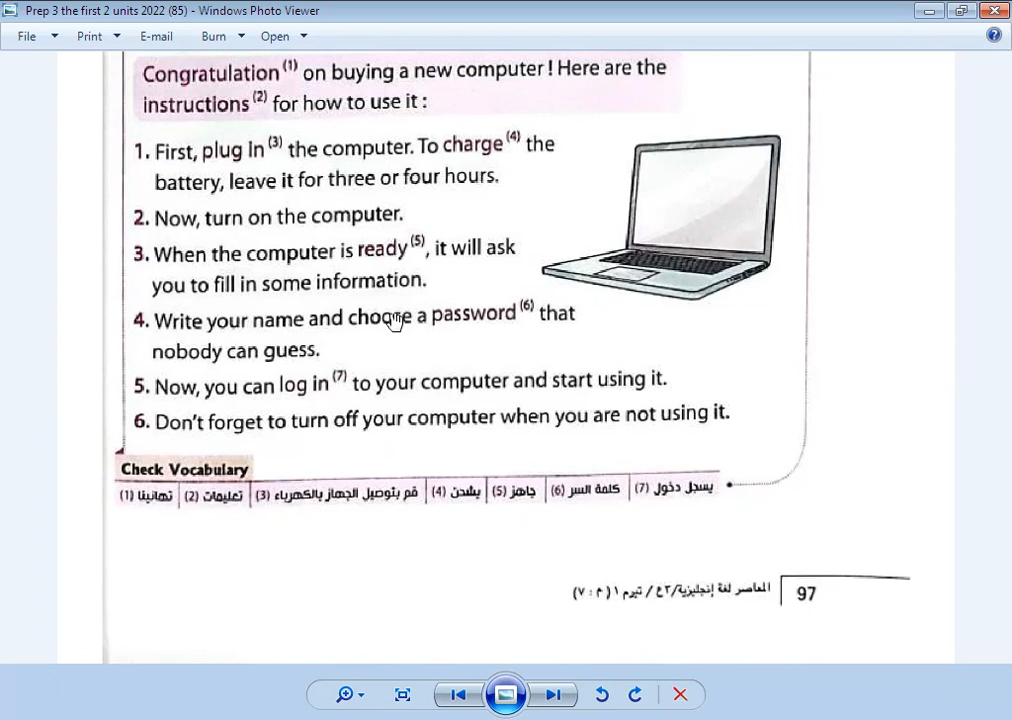 Prep 3 the first 2 units 2022 (85) - Windows Photo Viewer
File Print E-mail Burn Open
Congratulation (1) on buying a new computer! Here are the
instructions (2) for how to use it :
1. First, plug in (3) the computer. To charge (4) the
battery, leave it for three or four hours.
2. Now, turn on the computer.
3. When the computer is ready (5), it will ask
you to fill in some information.
4. Write your name and choose a password (6) that
nobody can guess.
5. Now, you can log in (7) to your computer and start using it.
6. Don't forget to turn off your computer when you are not using it.
Check Vocabulary
(1) تهانينا (2) تعليمات (3) قم بتوصيل الجهاز بالكهرباء (4) يشحن (5) جاهز (6) كلمة السر (7) يسجل دخول
المعاصر لغة إنجليزية/٣ع/ تيرم ١ (م : ٧)
97